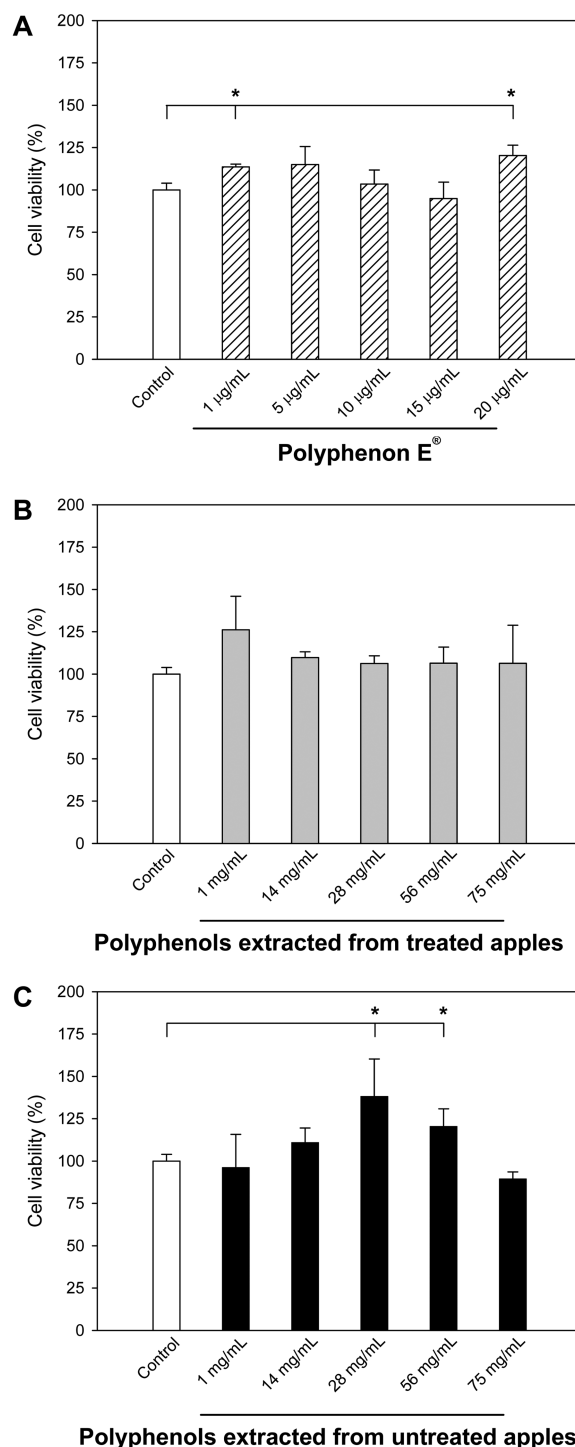 A
200
175
150
125
100
75
50
25
0
Cell viability (%)
*
*
Control
1 µg/mL
5 µg/mL
10 µg/mL
15 µg/mL
20 µg/mL
Polyphenon E®
B
200
175
150
125
100
75
50
25
0
Cell viability (%)
Control
1 mg/mL
14 mg/mL
28 mg/mL
56 mg/mL
75 mg/mL
Polyphenols extracted from treated apples
C
200
175
150
125
100
75
50
25
0
Cell viability (%)
*
*
Control
1 mg/mL
14 mg/mL
28 mg/mL
56 mg/mL
75 mg/mL
Polyphenols extracted from untreated apples